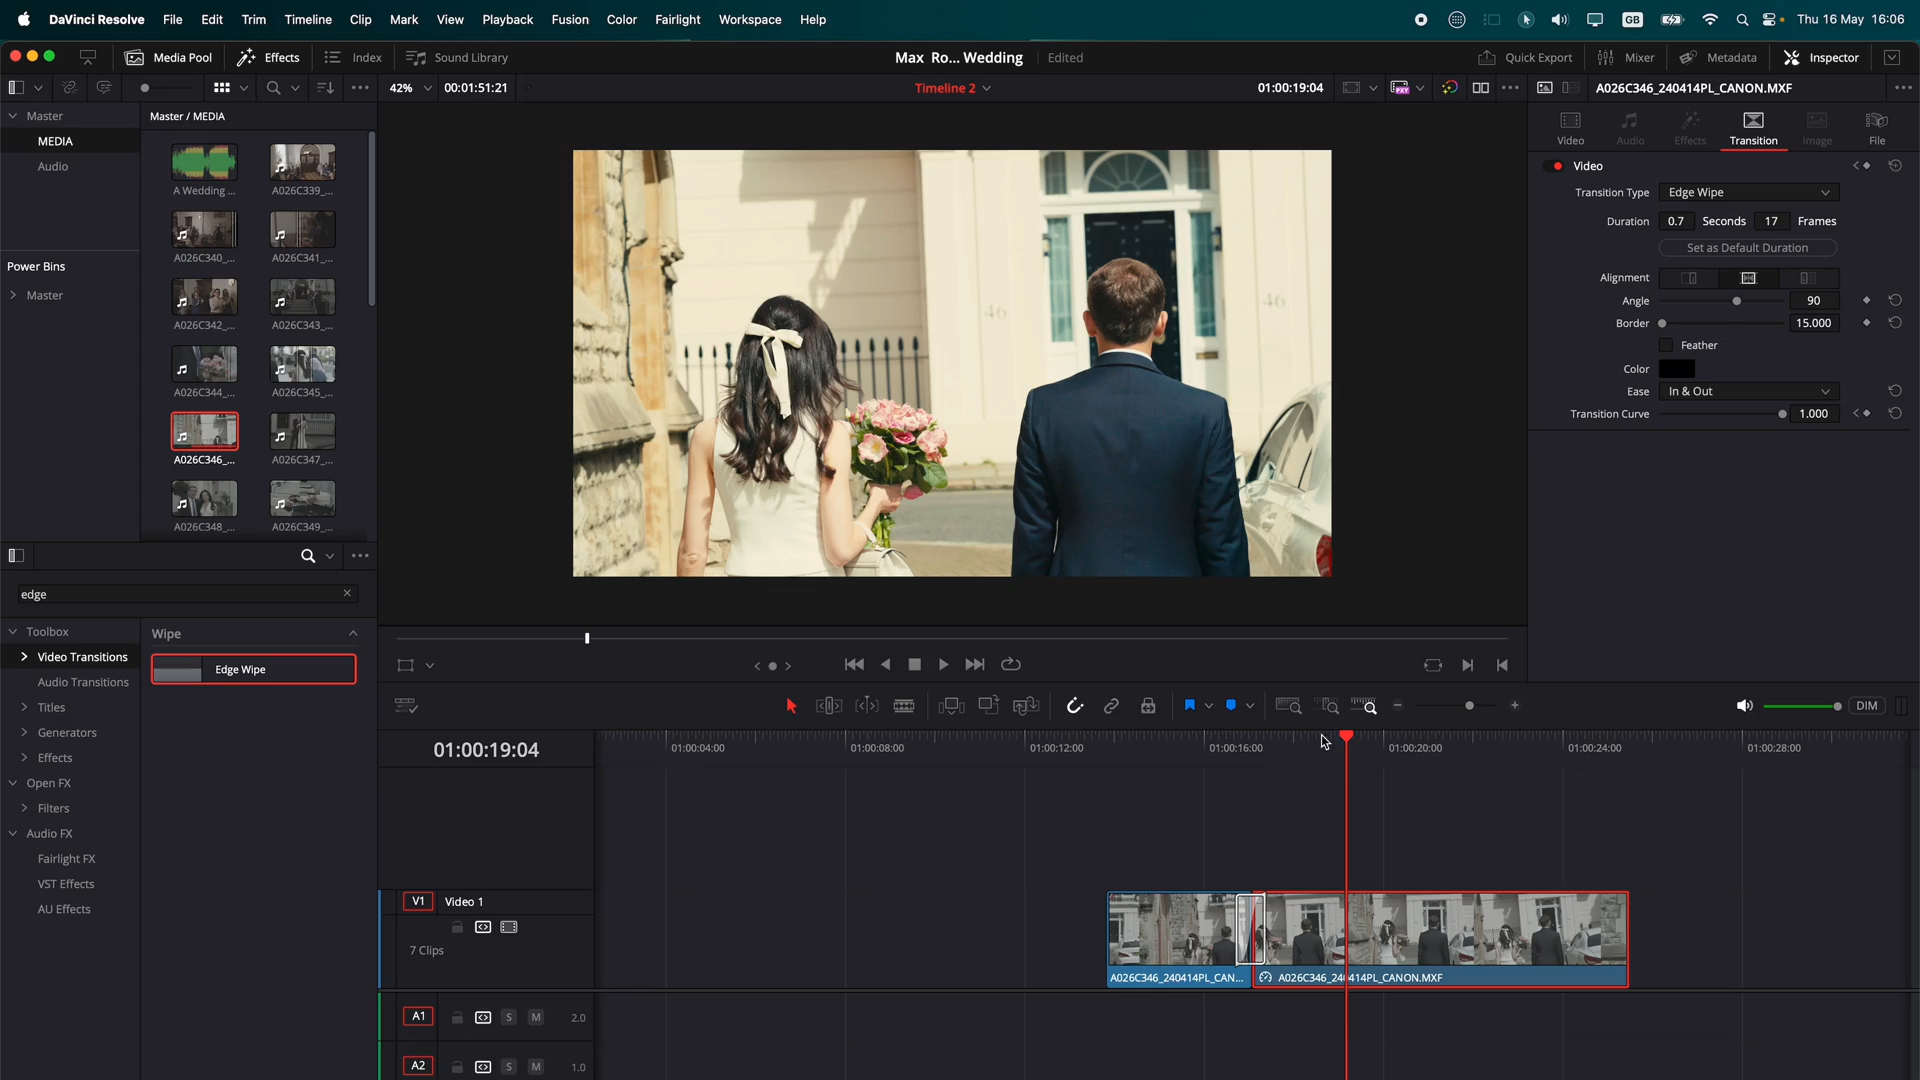 DaVinci Resolve File Edit Trim Timeline Clip Mark View Playback Fusion Color Fairlight Workspace Help GB Thu 16 May 16:06
Media Pool Effects Index Sound Library Max Ro... Wedding Edited Quick Export Mixer Metadata Inspector
42% 00:01:51:21 Timeline 2 01:00:19:04 PXY A026C346_240414PL_CANON.MXF
Master
MEDIA
Audio
Power Bins
Master
Master / MEDIA
A Wedding ... A026C339_...
A026C340_... A026C341_...
A026C342_... A026C343_...
A026C344_... A026C345_...
A026C346_... A026C347_...
A026C348_... A026C349_...
46
46
Video Audio Effects Transition Image File
Video
Transition Type Edge Wipe
Duration 0.7 Seconds 17 Frames
Set as Default Duration
Alignment
Angle 90
Border 15.000
Feather
Color
Ease In & Out
Transition Curve 1.000
edge
Toolbox
Video Transitions
Audio Transitions
Titles
Generators
Effects
Open FX
Filters
Audio FX
Fairlight FX
VST Effects
AU Effects
Wipe
Edge Wipe
DIM
01:00:19:04
01:00:04:00 01:00:08:00 01:00:12:00 01:00:16:00 01:00:20:00 01:00:24:00 01:00:28:00
V1 Video 1
7 Clips
A026C346_240414PL_CAN... A026C346_240414PL_CANON.MXF
A1 S M 2.0
A2 S M 1.0